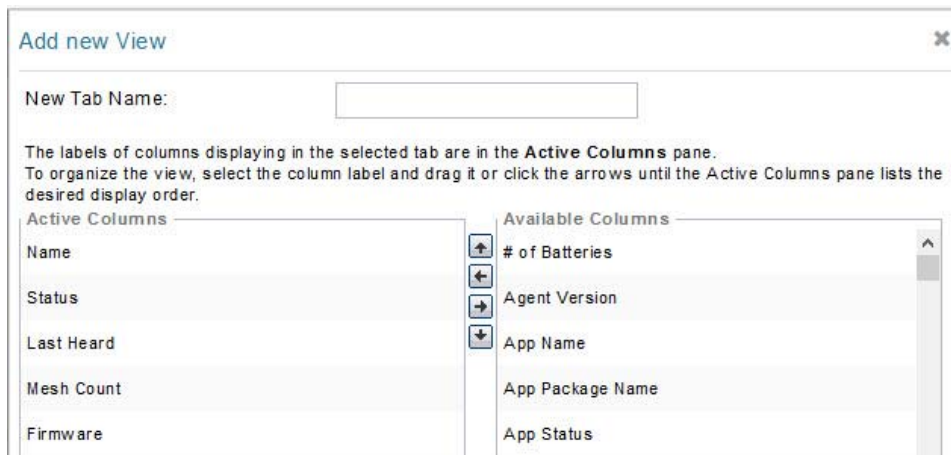 Add new View
New Tab Name:
The labels of columns displaying in the selected tab are in the Active Columns pane.
To organize the view, select the column label and drag it or click the arrows until the Active Columns pane lists the
desired display order.
Active Columns
Name
Status
Last Heard
Mesh Count
Firmware
Available Columns
# of Batteries
Agent Version
App Name
App Package Name
App Status